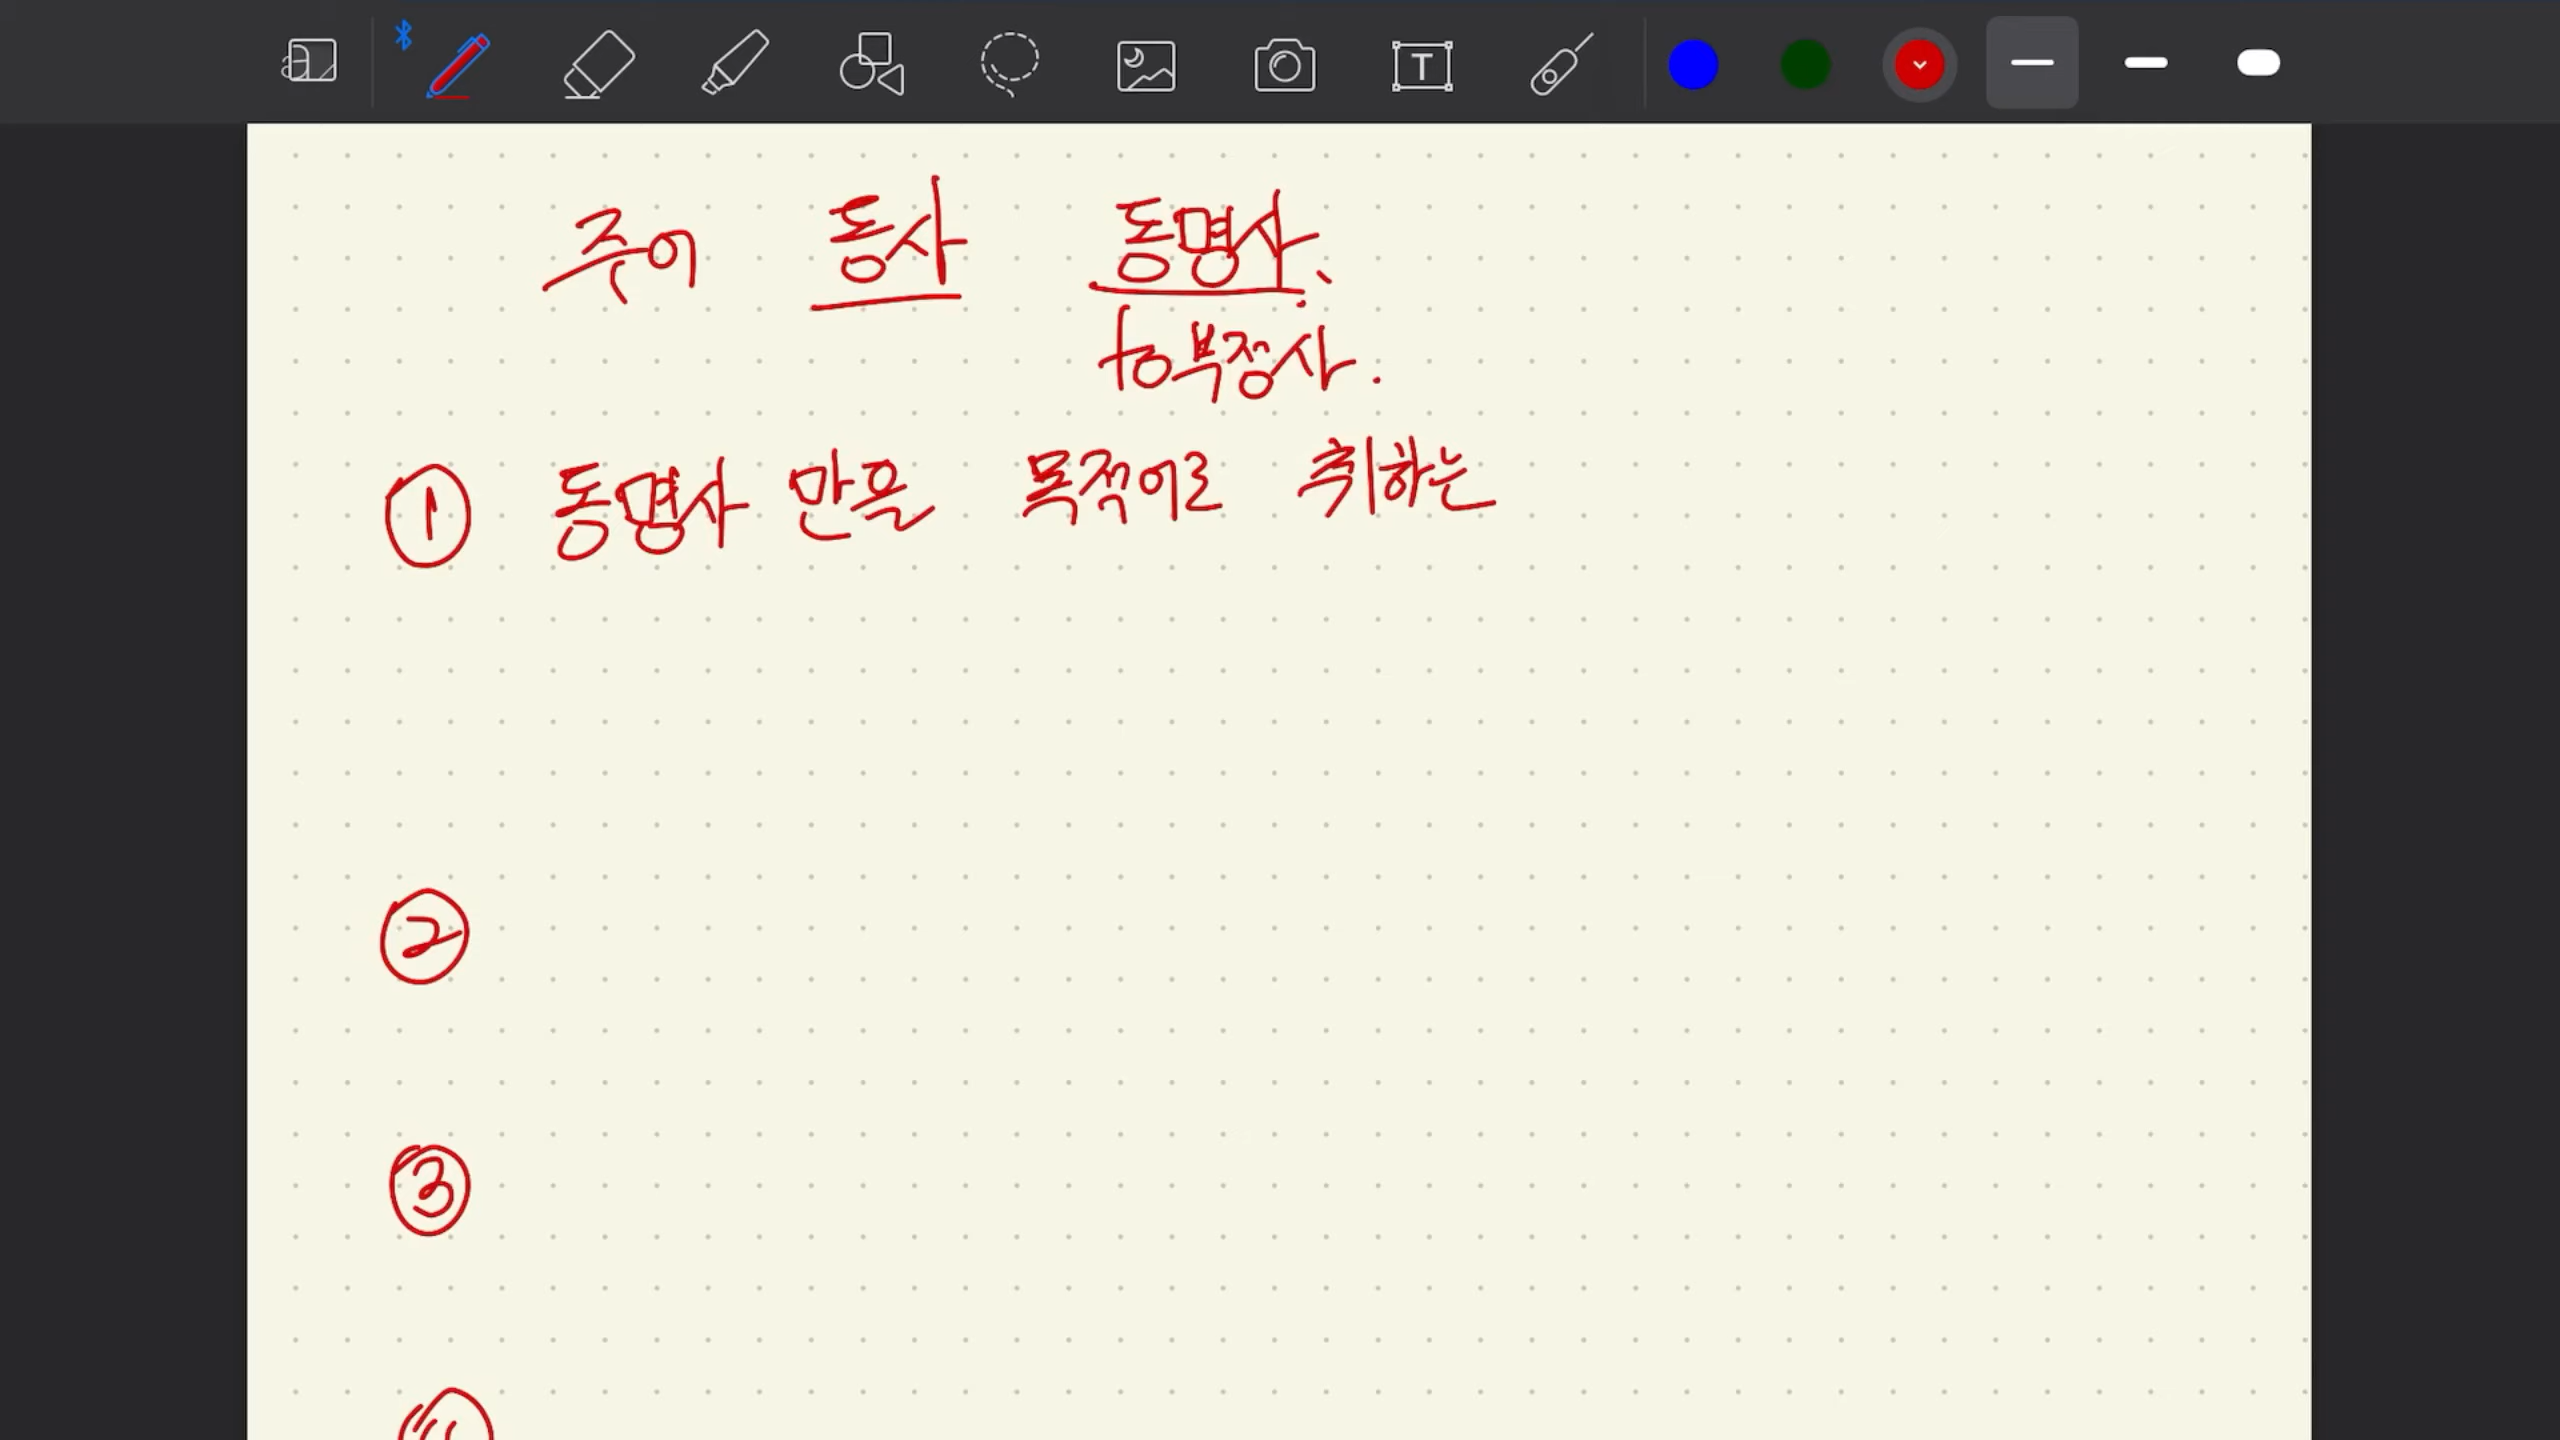 주어 동사 동명사.
to부정사.
① 동명사 만을 목적어로 취하는
②
③